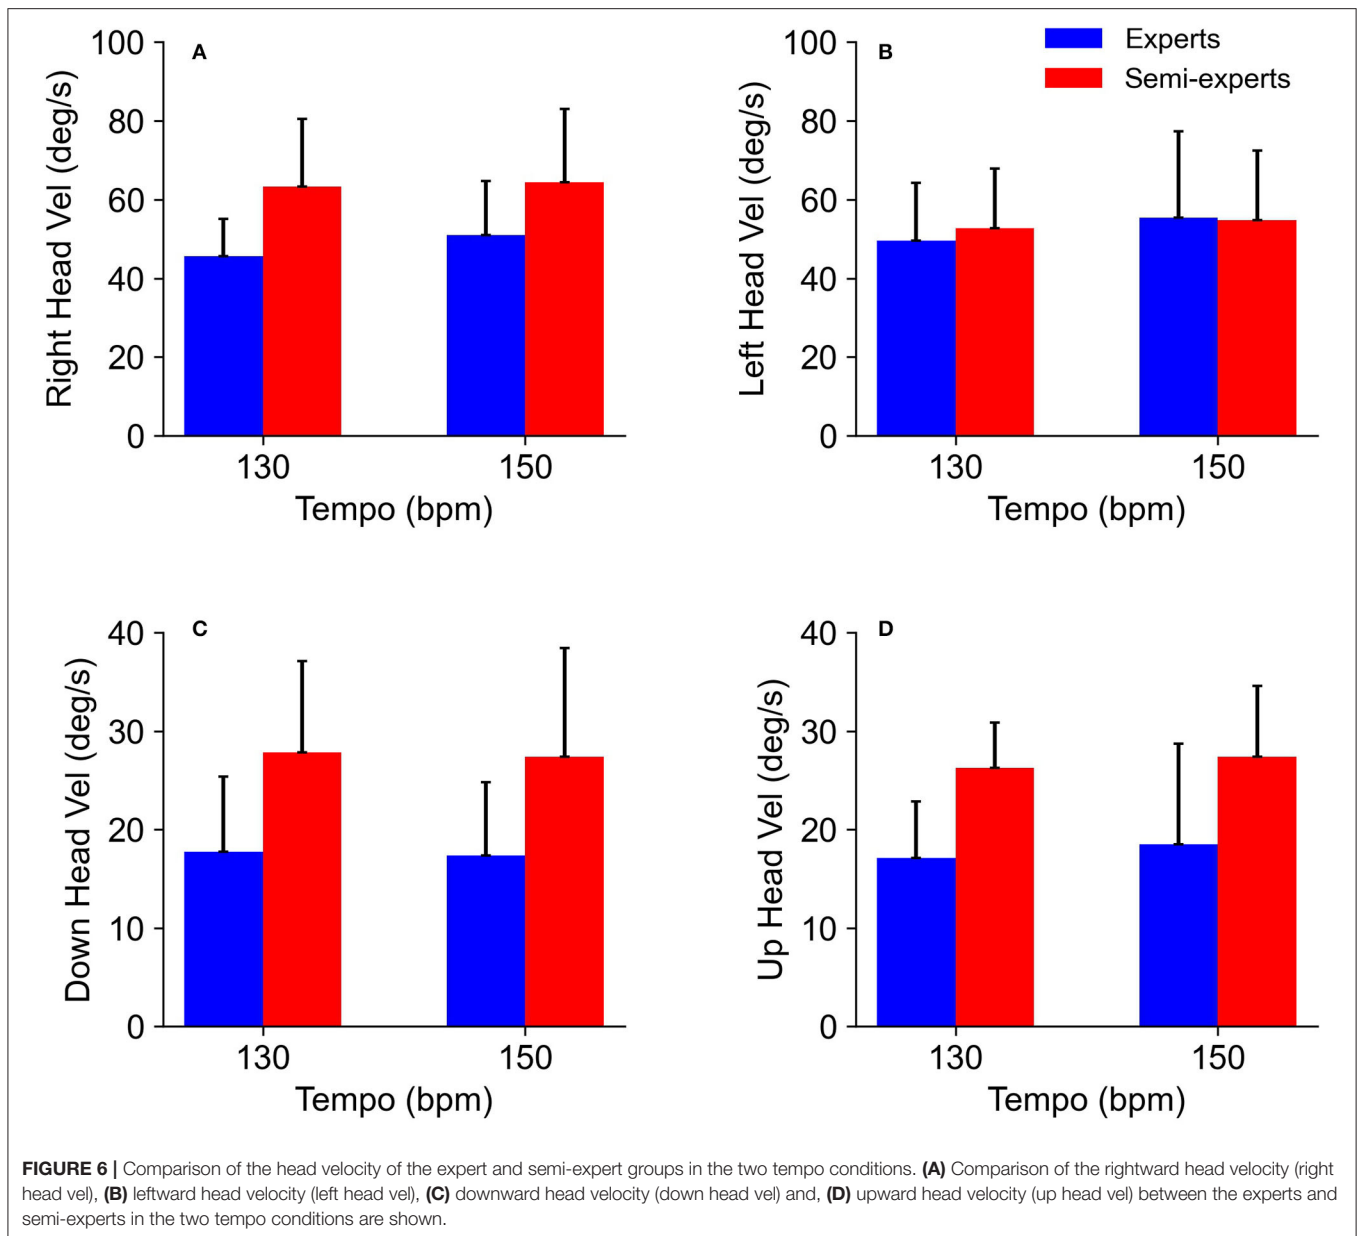 A
100
80
60
40
20
0
Right Head Vel (deg/s)
130 150
Tempo (bpm)
B
Experts
Semi-experts
100
80
60
40
20
0
Left Head Vel (deg/s)
130 150
Tempo (bpm)
C
40
30
20
10
0
Down Head Vel (deg/s)
130 150
Tempo (bpm)
D
40
30
20
10
0
Up Head Vel (deg/s)
130 150
Tempo (bpm)
FIGURE 6 | Comparison of the head velocity of the expert and semi-expert groups in the two tempo conditions. (A) Comparison of the rightward head velocity (right
head vel), (B) leftward head velocity (left head vel), (C) downward head velocity (down head vel) and, (D) upward head velocity (up head vel) between the experts and
semi-experts in the two tempo conditions are shown.